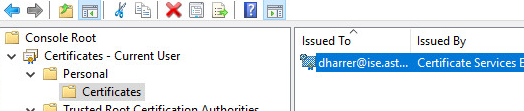 Console Root
Certificates - Current User
Personal
Certificates
Trusted Root Certification Authorities
Issued To
Issued By
dharrer@ise.ast...
Certificate Services E